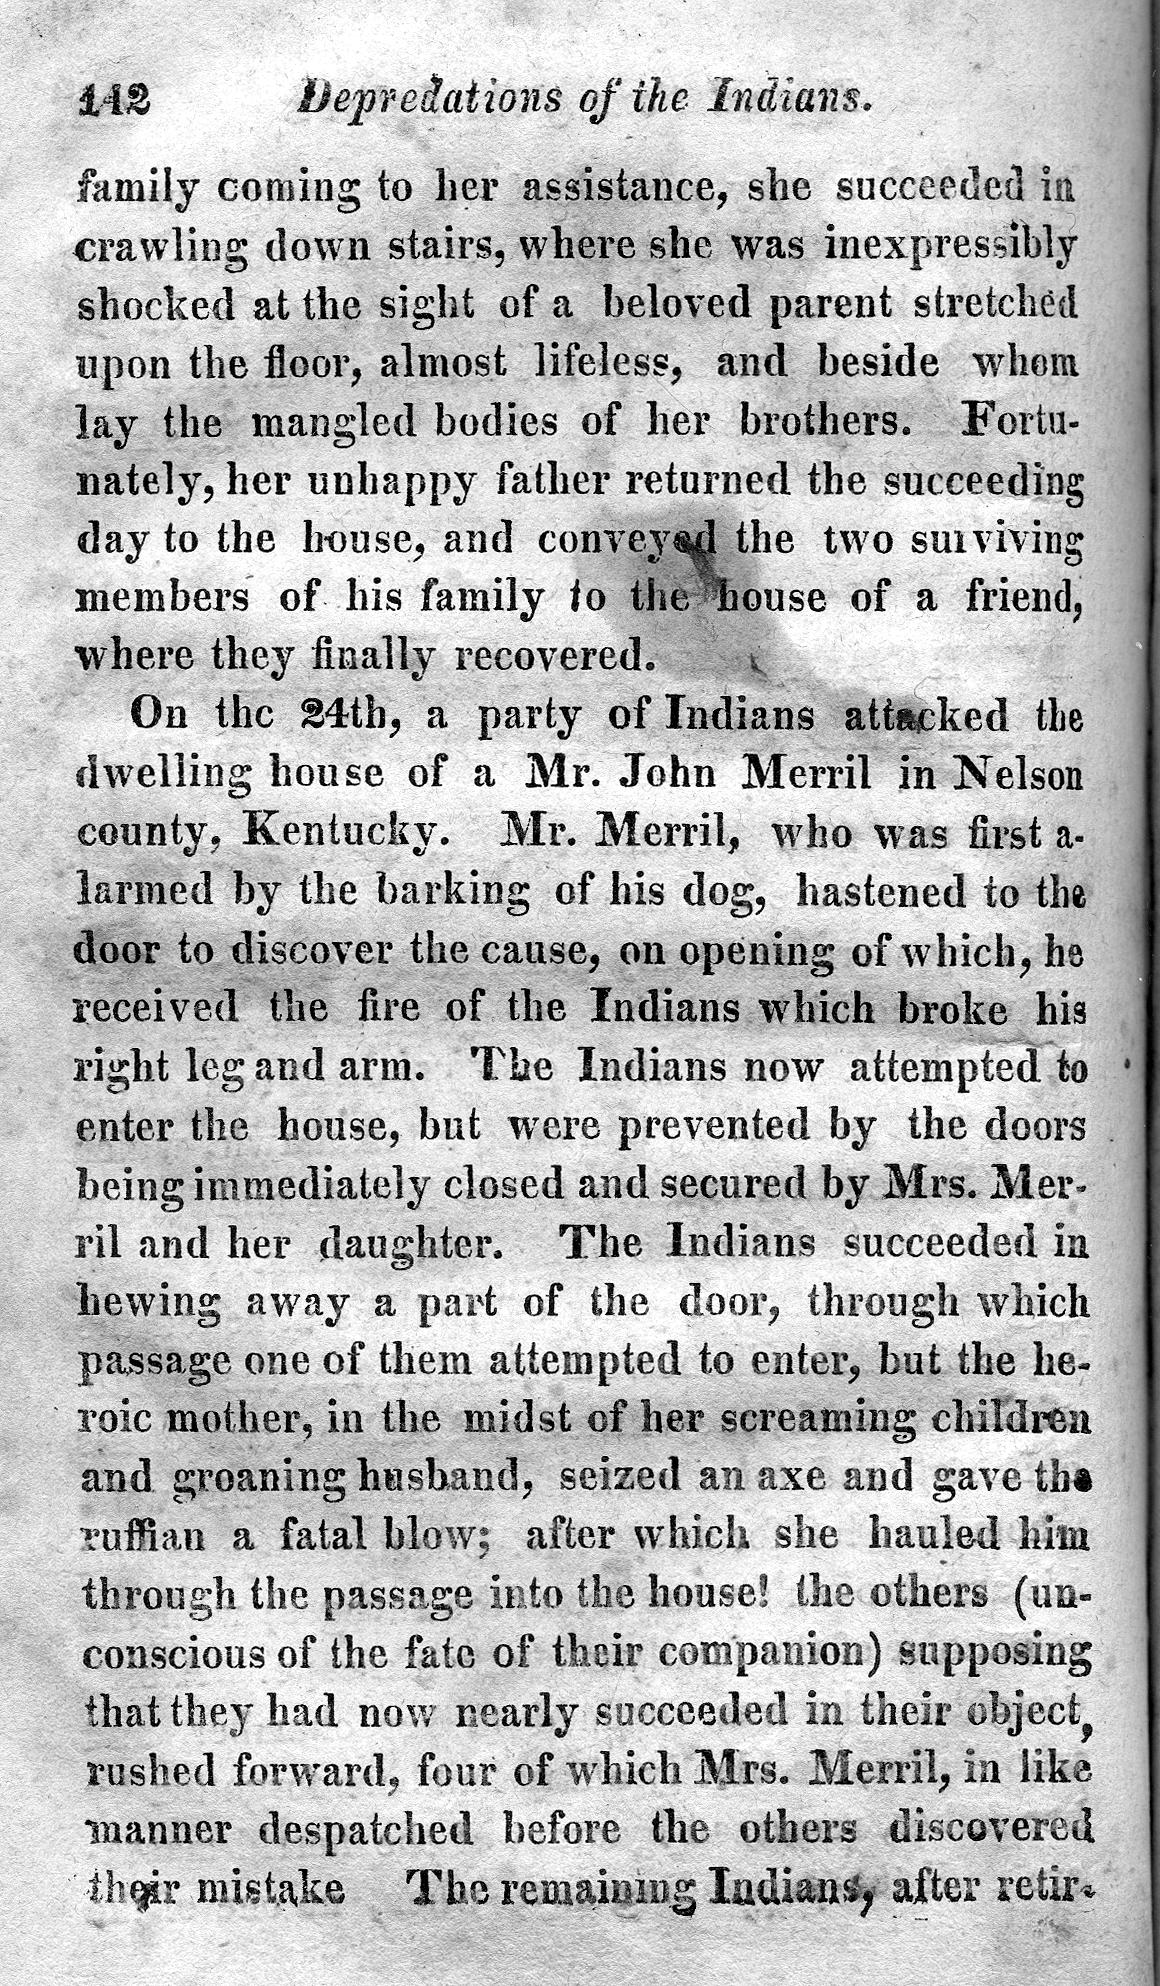 142 Depredations of the Indians.
family coming to her assistance, she succeeded in
crawling down stairs, where she was inexpressibly
shocked at the sight of a beloved parent stretched
upon the floor, almost lifeless, and beside whom
lay the mangled bodies of her brothers. Fortu-
nately, her unhappy father returned the succeeding
day to the house, and conveyed the two surviving
members of his family to the house of a friend,
where they finally recovered.
On the 24th, a party of Indians attacked the
dwelling house of a Mr. John Merril in Nelson
county, Kentucky. Mr. Merril, who was first a-
larmed by the barking of his dog, hastened to the
door to discover the cause, on opening of which, he
received the fire of the Indians which broke his
right leg and arm. The Indians now attempted to
enter the house, but were prevented by the doors
being immediately closed and secured by Mrs. Mer-
ril and her daughter. The Indians succeeded in
hewing away a part of the door, through which
passage one of them attempted to enter, but the he-
roic mother, in the midst of her screaming children
and groaning husband, seized an axe and gave the
ruffian a fatal blow; after which she hauled him
through the passage into the house! the others (un-
conscious of the fate of their companion) supposing
that they had now nearly succeeded in their object,
rushed forward, four of which Mrs. Merril, in like
manner despatched before the others discovered
their mistake The remaining Indians, after retir-